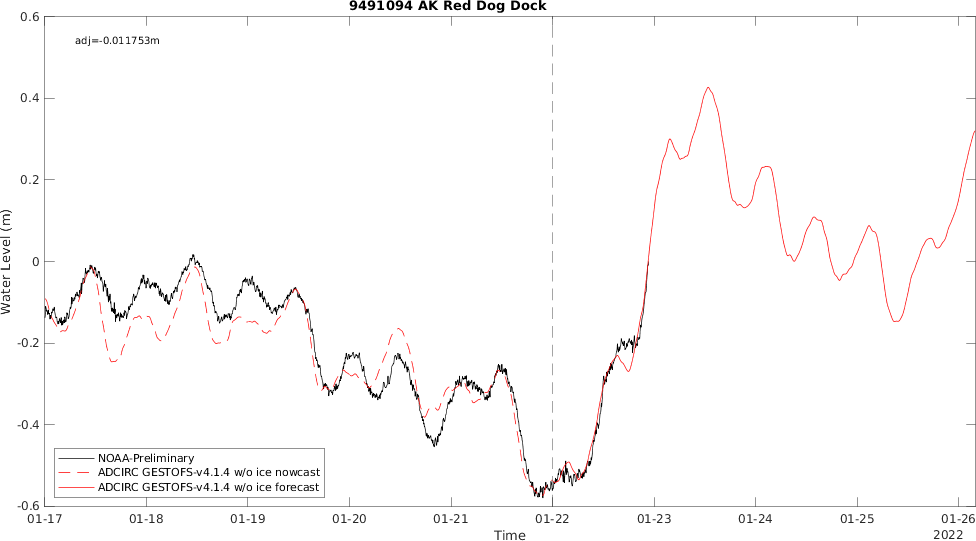 9491094 AK Red Dog Dock
adj=-0.011753m
0.6
0.4
0.2
0
-0.2
-0.4
-0.6
Water Level (m)
NOAA-Preliminary
ADCIRC GESTOFS-v4.1.4 w/o ice nowcast
ADCIRC GESTOFS-v4.1.4 w/o ice forecast
01-17 01-18 01-19 01-20 01-21 01-22 01-23 01-24 01-25 01-26
Time
2022